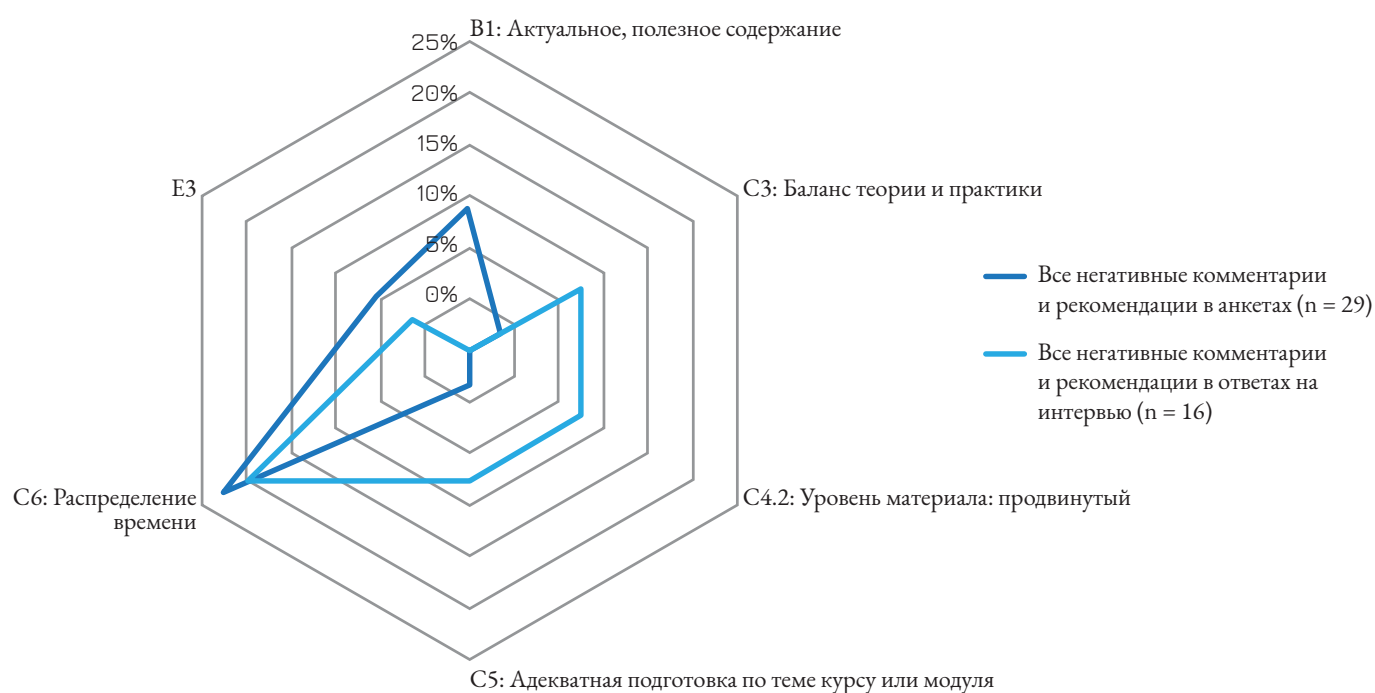 B1: Актуальное, полезное содержание
25%
20%
15%
10%
5%
0%
E3
C3: Баланс теории и практики
Все негативные комментарии
и рекомендации в анкетах (n = 29)
Все негативные комментарии
и рекомендации в ответах на
интервью (n = 16)
C6: Распределение
времени
C4.2: Уровень материала: продвинутый
C5: Адекватная подготовка по теме курсу или модуля